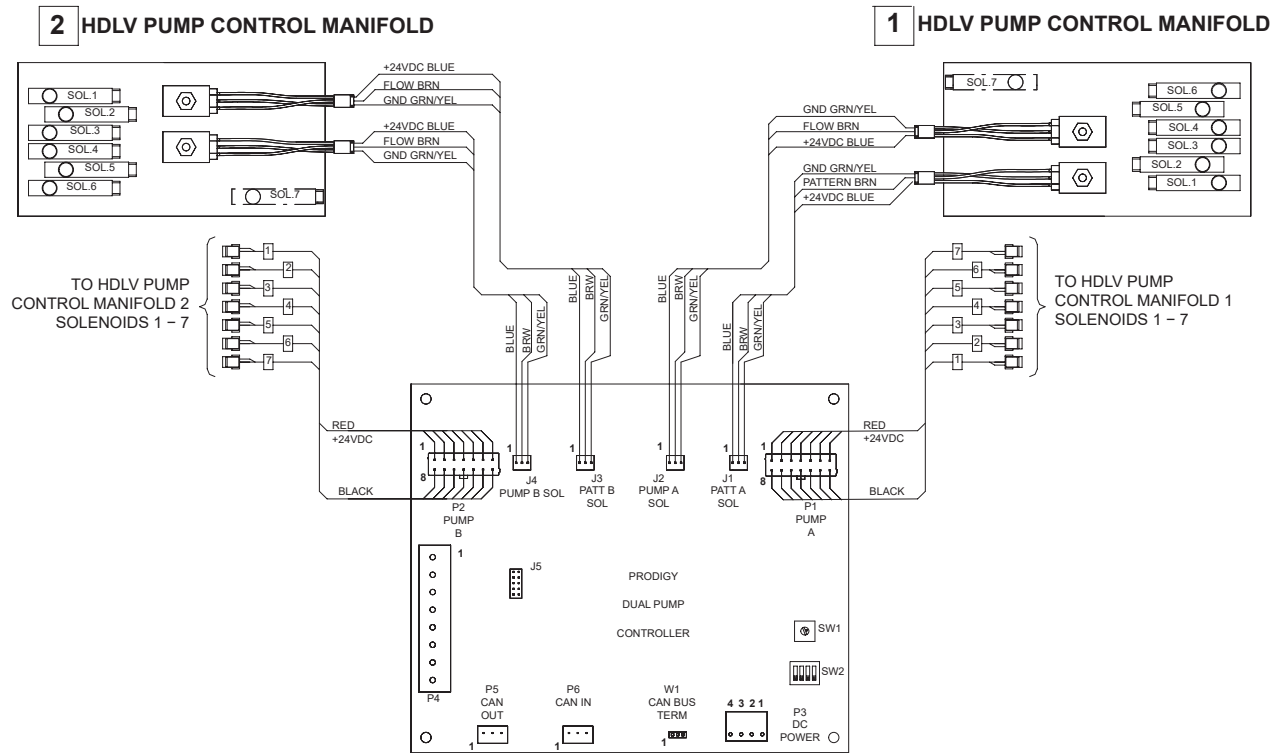 2 HDLV PUMP CONTROL MANIFOLD
1 HDLV PUMP CONTROL MANIFOLD
SOL.1
SOL.2
SOL.3
SOL.4
SOL.5
SOL.6
SOL.7
+24VDC BLUE
FLOW BRN
GND GRN/YEL
+24VDC BLUE
FLOW BRN
GND GRN/YEL
GND GRN/YEL
FLOW BRN
+24VDC BLUE
GND GRN/YEL
PATTERN BRN
+24VDC BLUE
SOL.7
SOL.6
SOL.5
SOL.4
SOL.3
SOL.2
SOL.1
TO HDLV PUMP
CONTROL MANIFOLD 2
SOLENOIDS 1 − 7
1
2
3
4
5
6
7
BLUE
BRW
GRN/YEL
BLUE
BRW
GRN/YEL
BLUE
BRW
GRN/YEL
BLUE
BRW
GRN/YEL
7
6
5
4
3
2
1
TO HDLV PUMP
CONTROL MANIFOLD 1
SOLENOIDS 1 − 7
RED
+24VDC
BLACK
1
8
P2
PUMP
B
1
J4
PUMP B SOL
1
J3
PATT B
SOL
1
J2
PUMP A
SOL
1
J1
PATT A
SOL
1
8
P1
PUMP
A
RED
+24VDC
BLACK
1
P4
J5
PRODIGY
DUAL PUMP
CONTROLLER
SW1
SW2
P5
CAN
OUT
1
P6
CAN IN
1
W1
CAN BUS
TERM
1
4 3 2 1
P3
DC
POWER